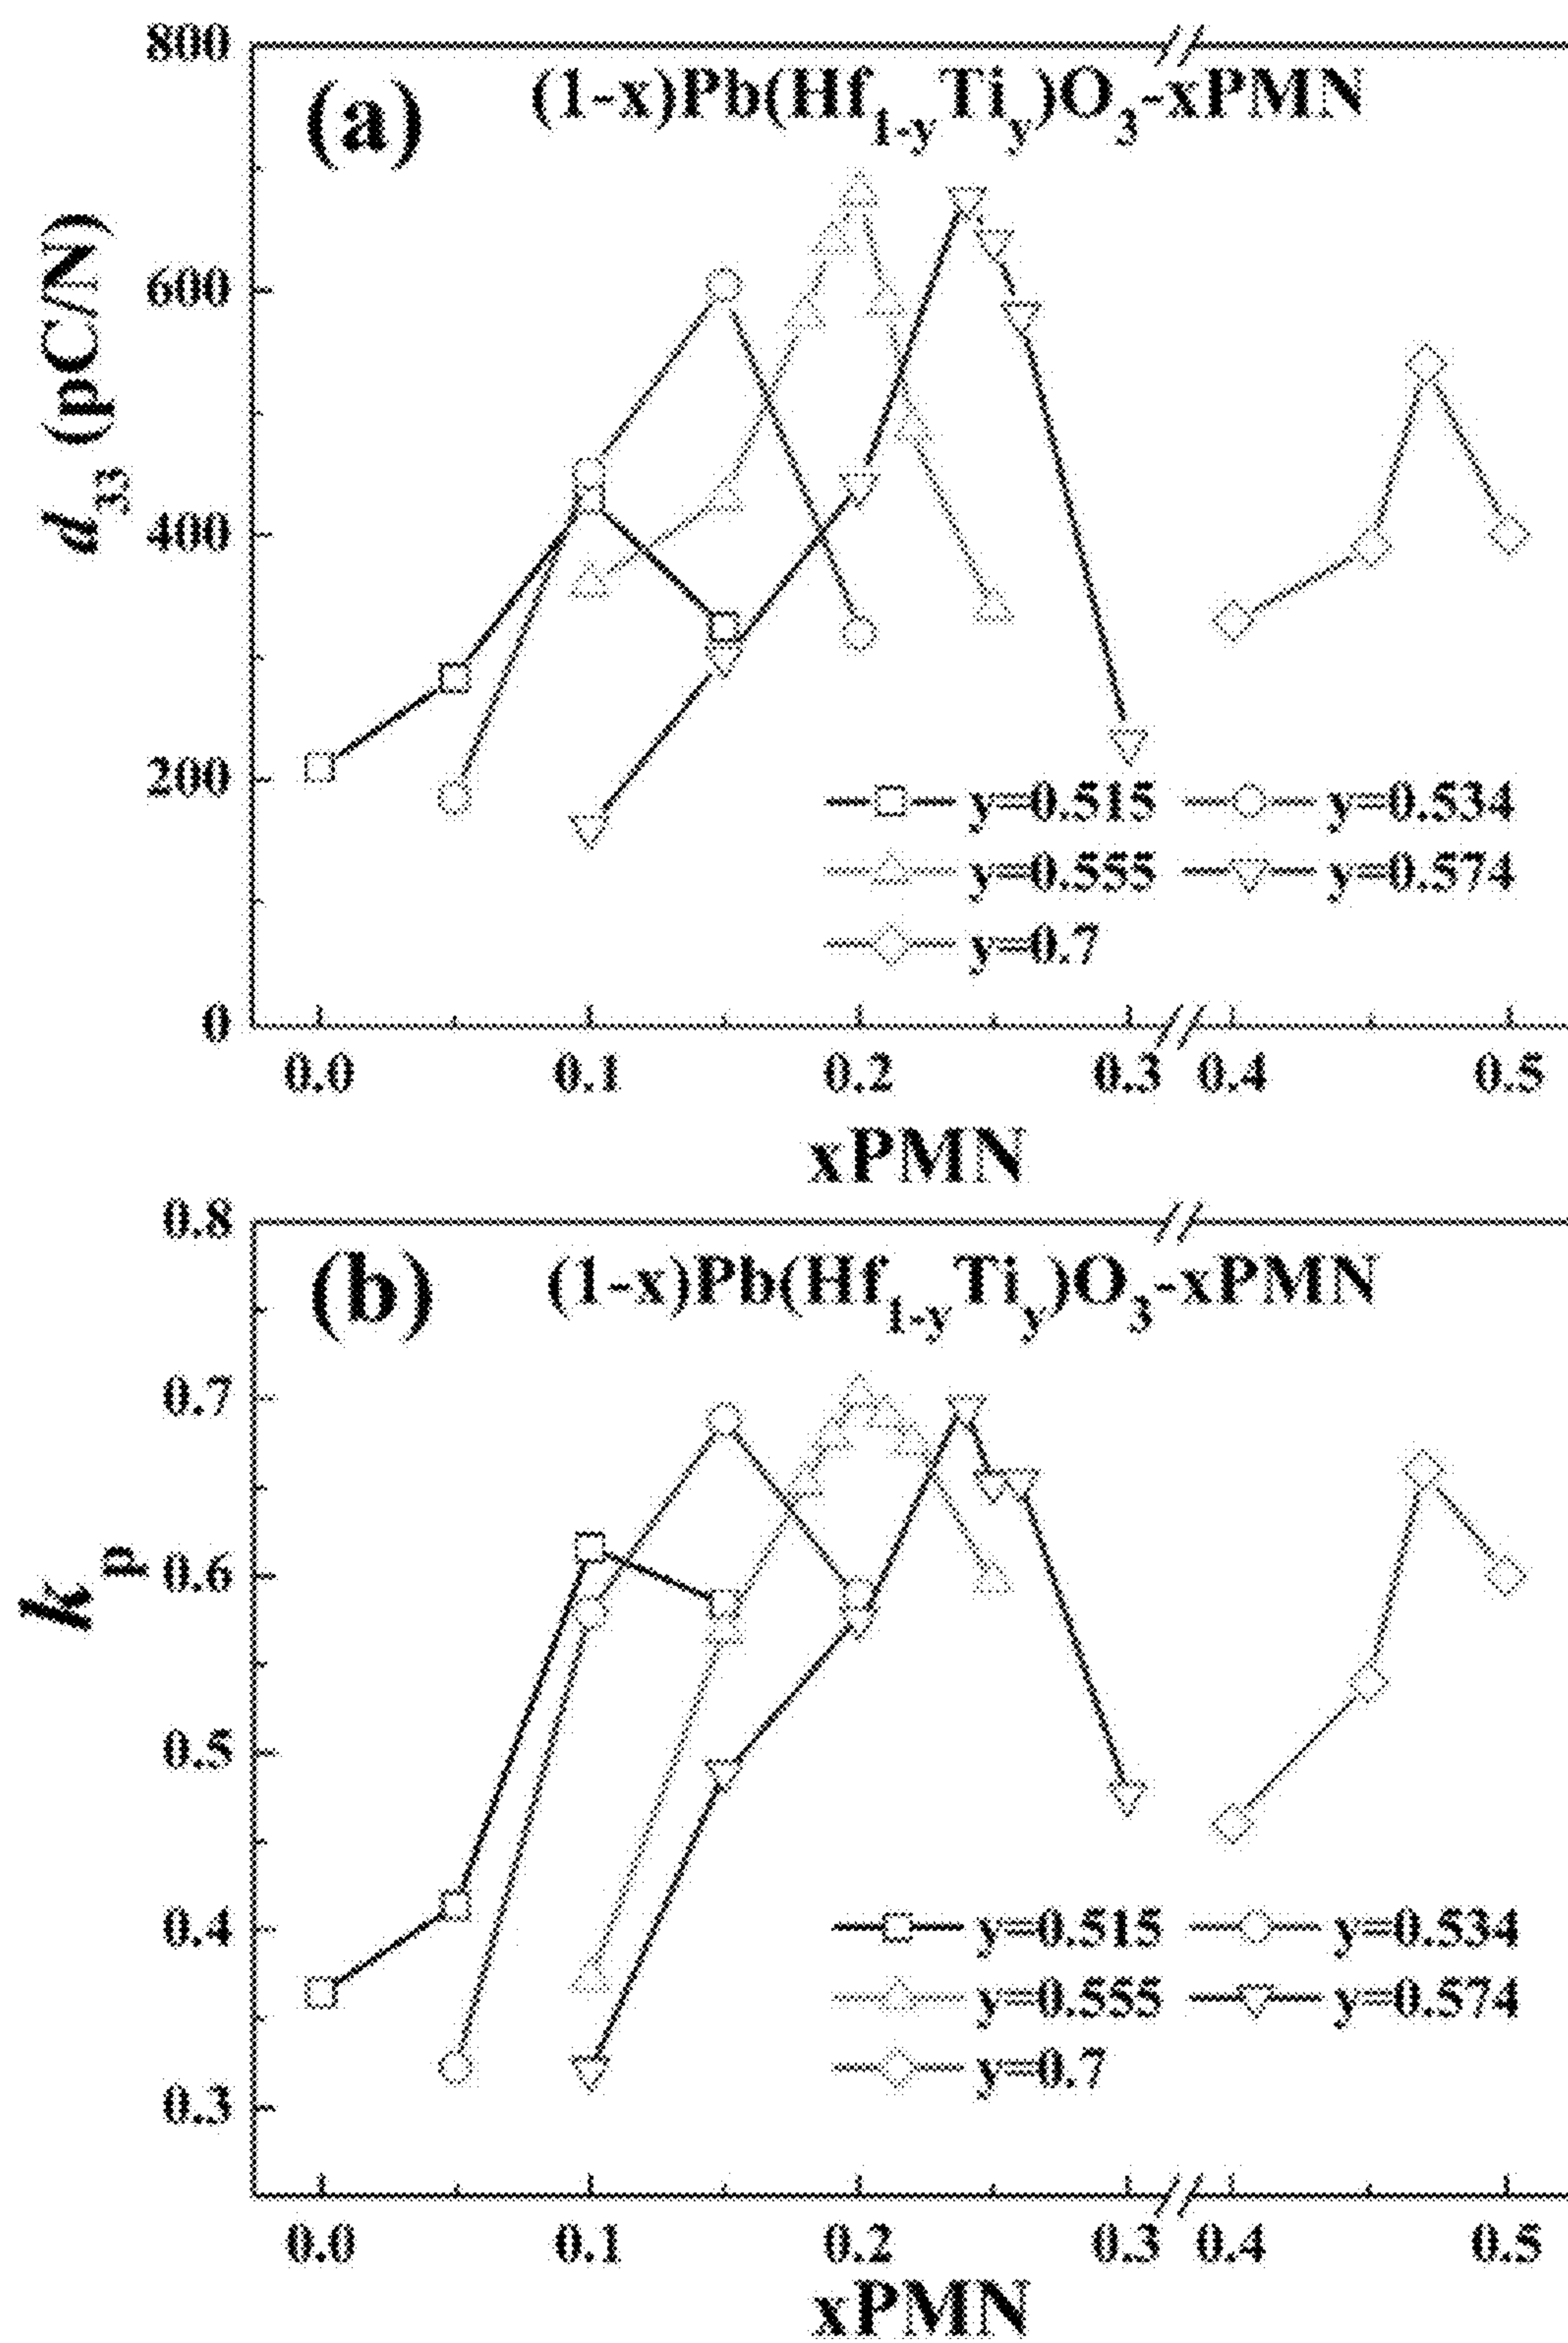 800
(a) (1-x)Pb(Hf1-yTiy)O3-xPMN
d33 (pC/N)
600
400
200
0
y=0.515 y=0.534
y=0.555 y=0.574
y=0.7
0.0 0.1 0.2 0.3 0.4 0.5
xPMN
0.8
(b) (1-x)Pb(Hf1-yTiy)O3-xPMN
kp
0.7
0.6
0.5
0.4
0.3
y=0.515 y=0.534
y=0.555 y=0.574
y=0.7
0.0 0.1 0.2 0.3 0.4 0.5
xPMN